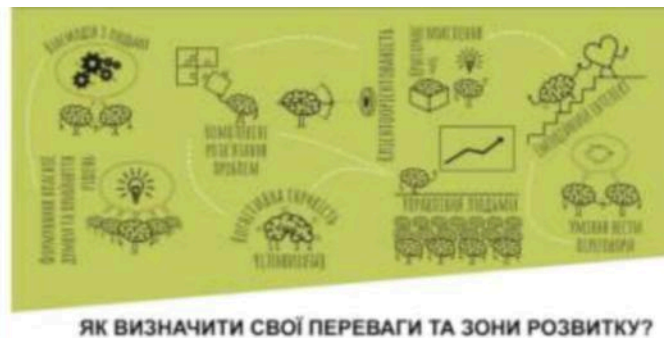 ВЗАЄМОДІЯ З ЛЮДЬМИ
КОМПЛЕКСНЕ
РОЗВ'ЯЗАННЯ
ПРОБЛЕМ
КЛІЄНТООРІЄНТОВАНІСТЬ
КРИТИЧНЕ
МИСЛЕННЯ
ЕМОЦІЙНИЙ ІНТЕЛЕКТ
ФОРМУВАННЯ ВЛАСНОЇ
ДУМКИ ТА ПРИЙНЯТТЯ
РІШЕНЬ
КОГНІТИВНА ГНУЧКІСТЬ
УПРАВЛІННЯ ЛЮДЬМИ
УМІННЯ ВЕСТИ
ПЕРЕГОВОРИ
ЯК ВИЗНАЧИТИ СВОЇ ПЕРЕВАГИ ТА ЗОНИ РОЗВИТКУ?